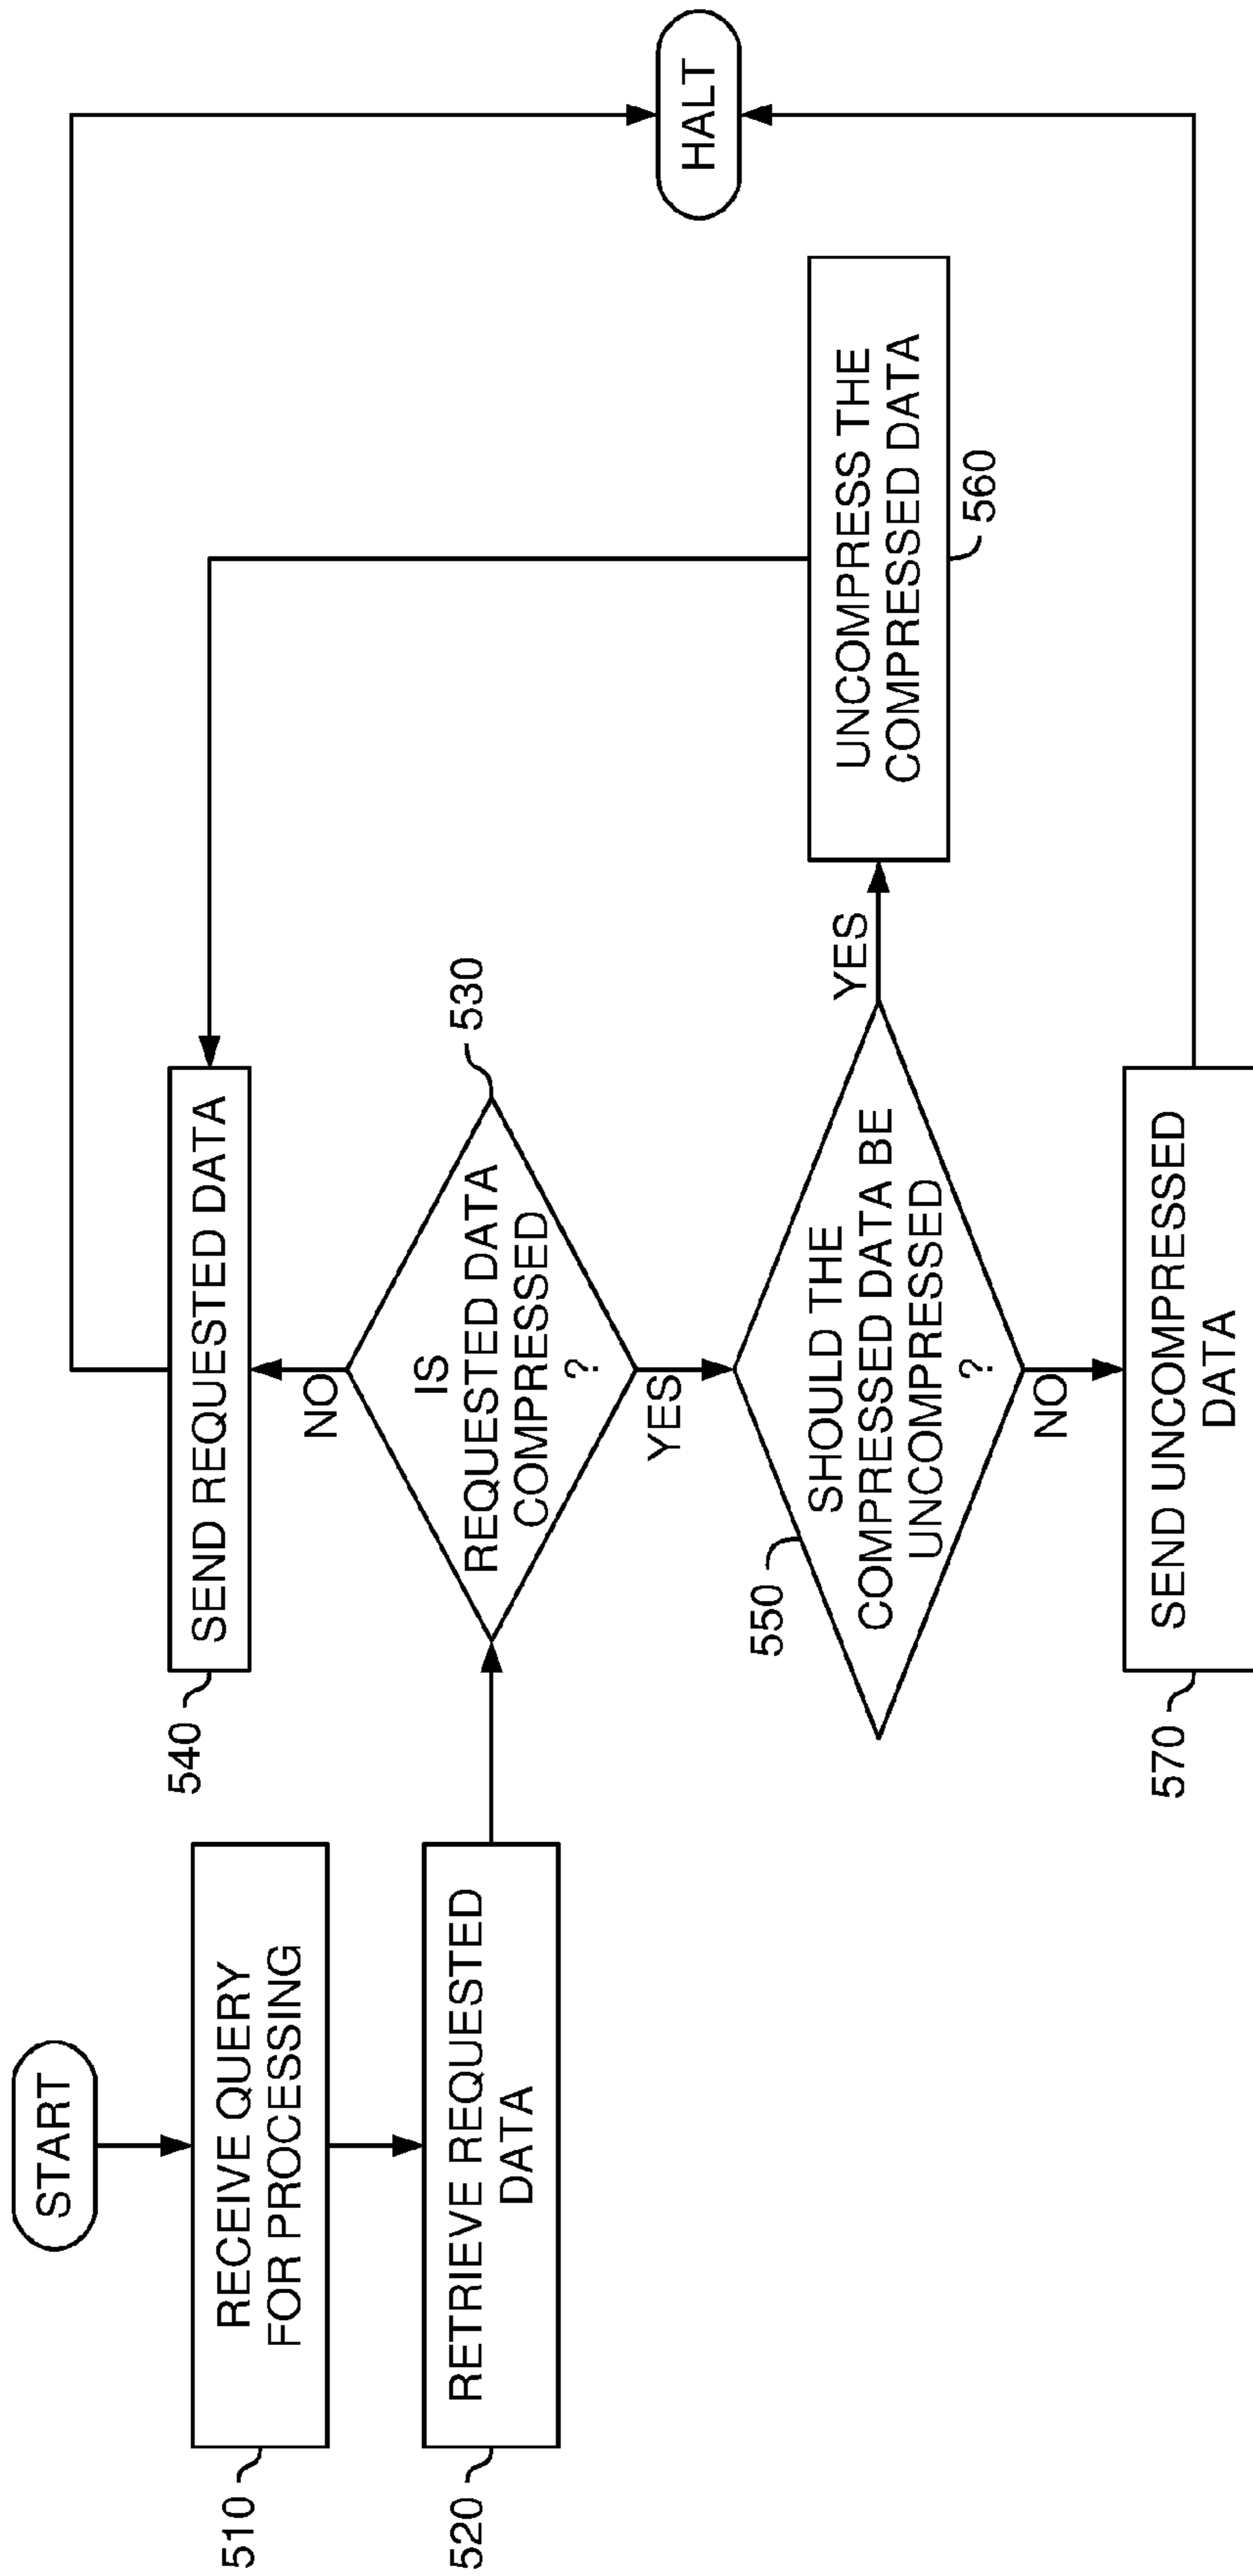 START
RECEIVE QUERY
FOR PROCESSING
510
RETRIEVE REQUESTED
DATA
520
IS
REQUESTED DATA
COMPRESSED
?
530
NO
YES
SEND REQUESTED DATA
540
SHOULD THE
COMPRESSED DATA BE
UNCOMPRESSED
?
550
YES
NO
UNCOMPRESS THE
COMPRESSED DATA
560
SEND UNCOMPRESSED
DATA
570
HALT